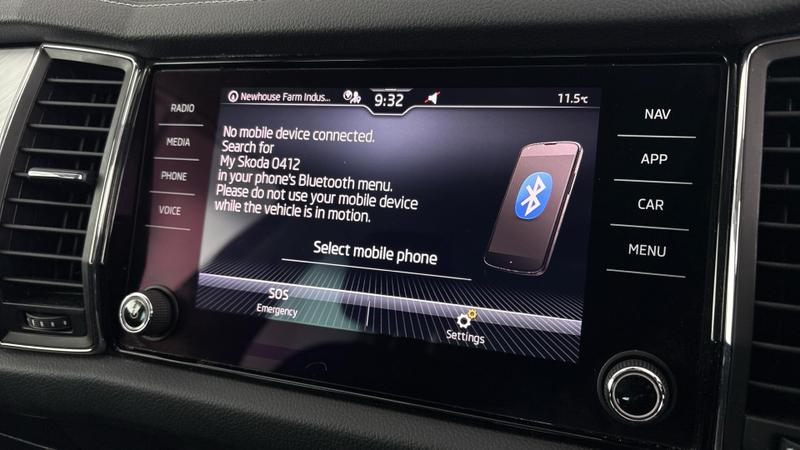 Newhouse Farm Indus...
9:32
11.5°C
RADIO
MEDIA
PHONE
VOICE
No mobile device connected.
Search for
My Skoda 0412
in your phone's Bluetooth menu.
Please do not use your mobile device
while the vehicle is in motion.
Select mobile phone
SOS
Emergency
Settings
NAV
APP
CAR
MENU